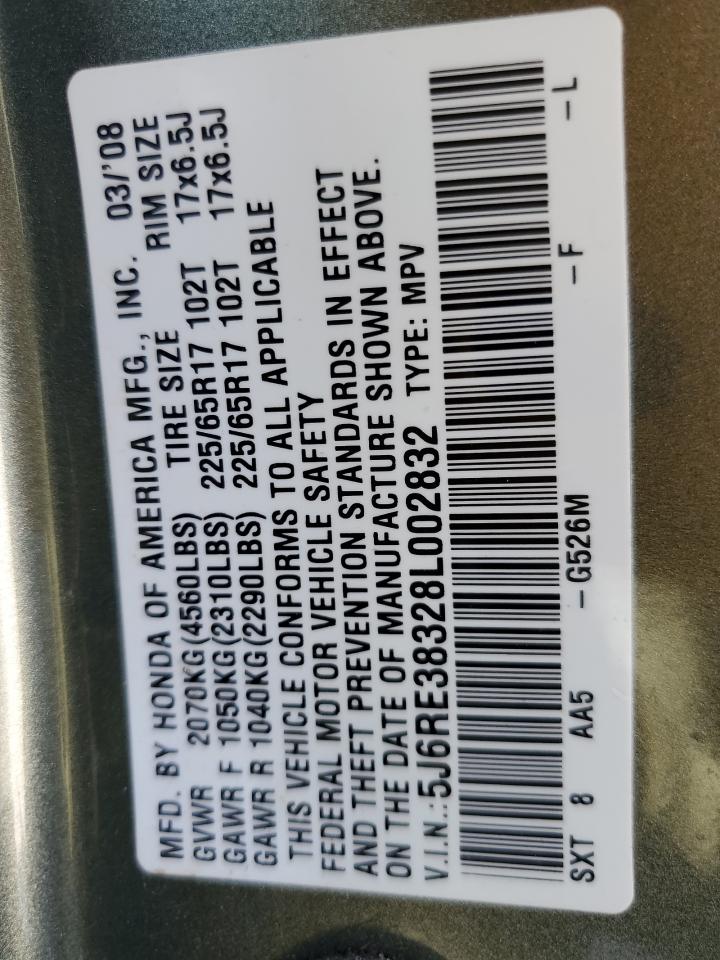 MFD. BY HONDA OF AMERICA MFG., INC. 03/'08
GVWR 2070KG(4560LBS) TIRE SIZE RIM SIZE
GAWR F 1050KG(2310LBS) 225/65R17 102T 17x6.5J
GAWR R 1040KG(2290LBS) 225/65R17 102T 17x6.5J
THIS VEHICLE CONFORMS TO ALL APPLICABLE
FEDERAL MOTOR VEHICLE SAFETY
AND THEFT PREVENTION STANDARDS IN EFFECT
ON THE DATE OF MANUFACTURE SHOWN ABOVE.
V.I.N.:5J6RE38328L002832 TYPE: MPV
SXT 8 AA5 -G526M -F -L